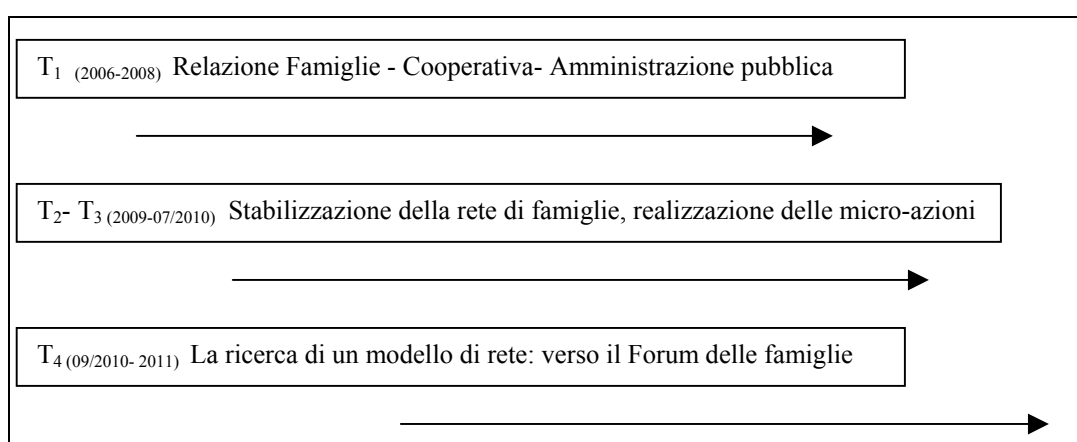 T1 (2006-2008) Relazione Famiglie - Cooperativa- Amministrazione pubblica
T2- T3 (2009-07/2010) Stabilizzazione della rete di famiglie, realizzazione delle micro-azioni
T4 (09/2010- 2011) La ricerca di un modello di rete: verso il Forum delle famiglie